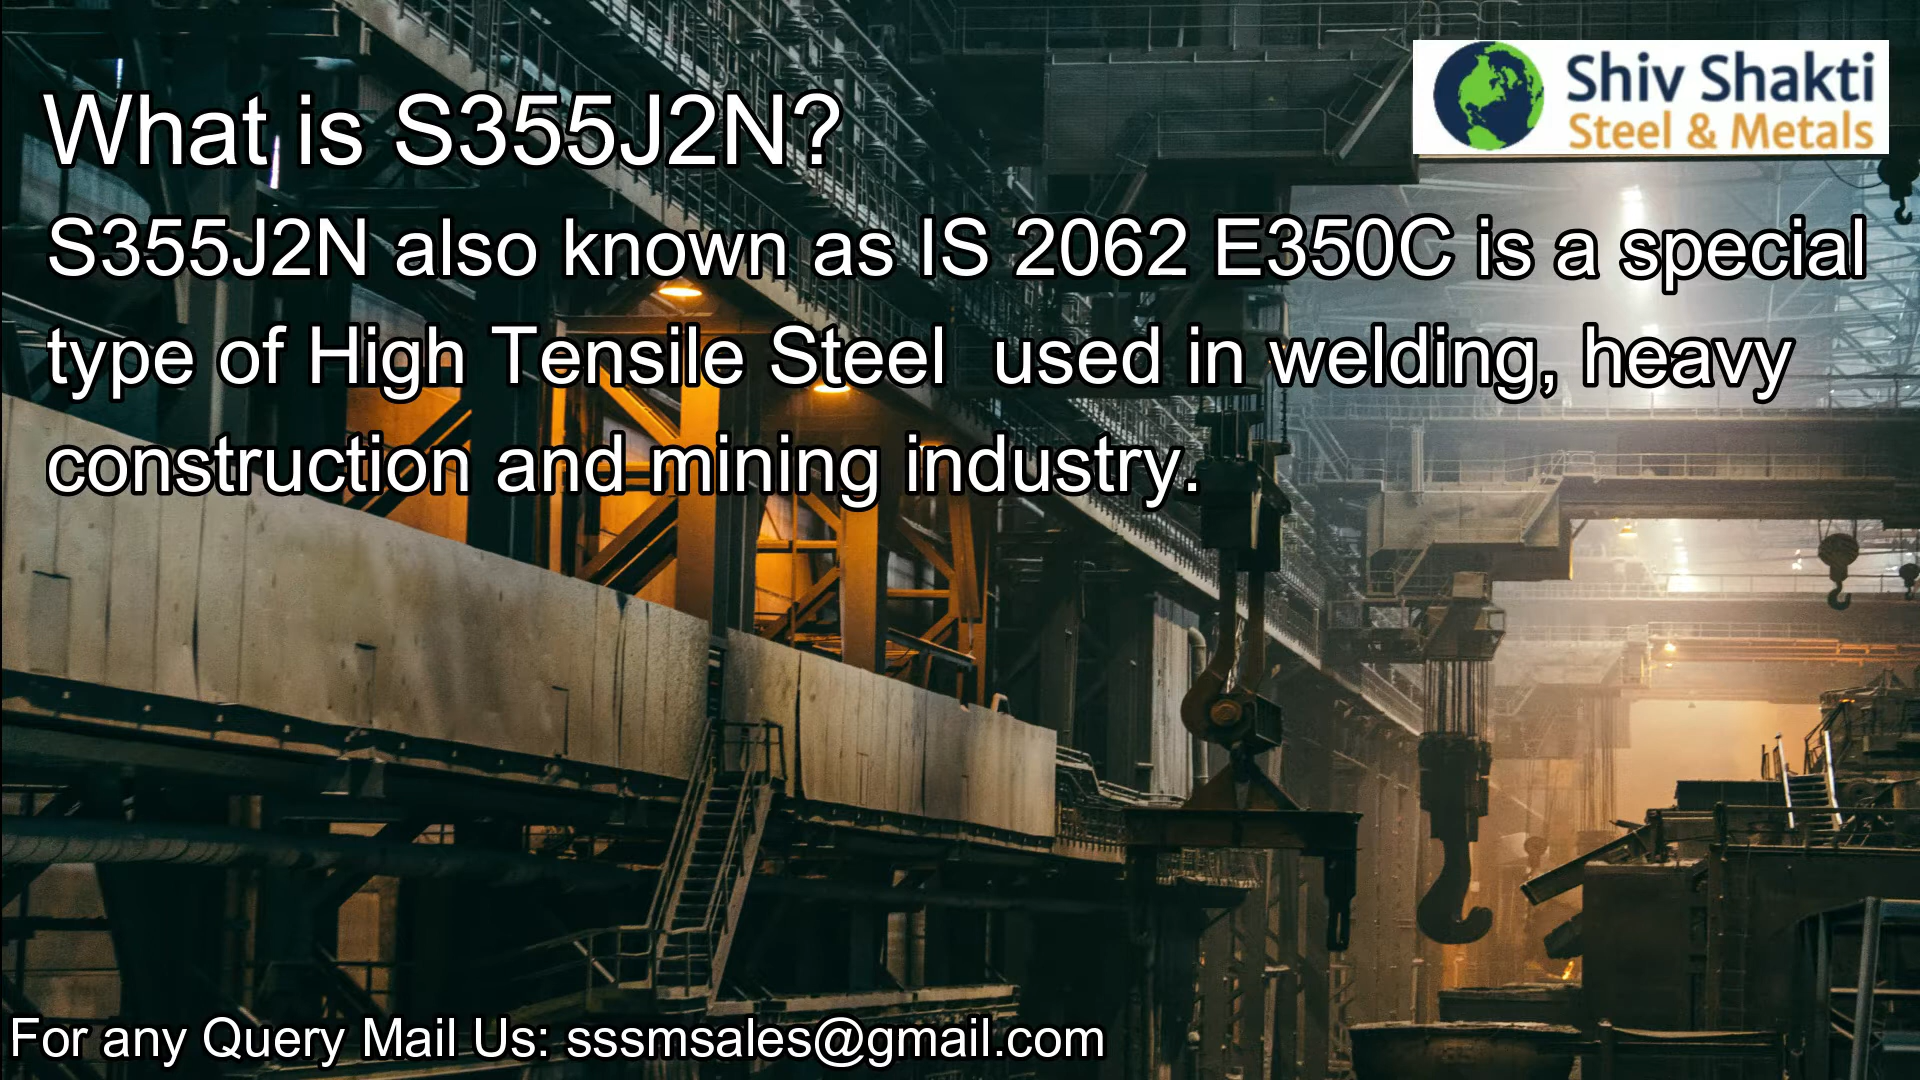 Shiv Shakti
Steel & Metals
What is S355J2N?
S355J2N also known as IS 2062 E350C is a special
type of High Tensile Steel  used in welding, heavy
construction and mining industry.
For any Query Mail Us: sssmsales@gmail.com